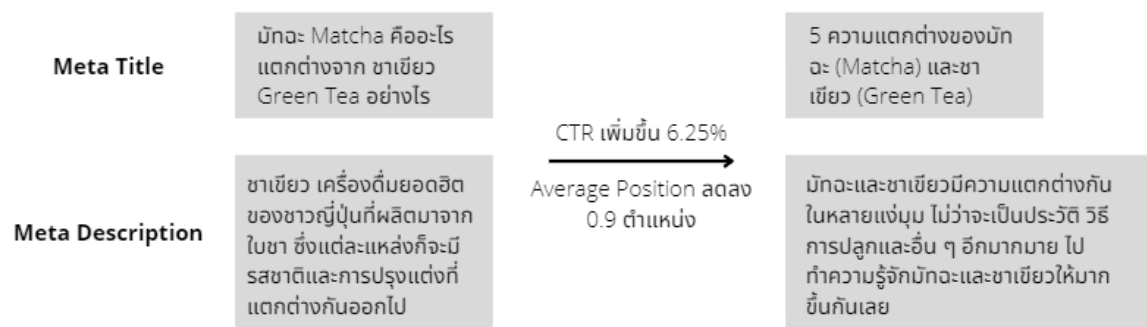 Meta Title
มัทฉะ Matcha คืออะไร
แตกต่างจาก ชาเขียว
Green Tea อย่างไร
5 ความแตกต่างของมัท
ฉะ (Matcha) และชา
เขียว (Green Tea)
CTR เพิ่มขึ้น 6.25%
Average Position ลดลง
0.9 ตำแหน่ง
Meta Description
ชาเขียว เครื่องดื่มยอดฮิต
ของชาวญี่ปุ่นที่ผลิตมาจาก
ใบชา ซึ่งแต่ละแหล่งก็จะมี
รสชาติและการปรุงแต่งที่
แตกต่างกันออกไป
มัทฉะและชาเขียวมีความแตกต่างกัน
ในหลายแง่มุม ไม่ว่าจะเป็นประวัติ วิธี
การปลูกและอื่น ๆ อีกมากมาย ไป
ทำความรู้จักมัทฉะและชาเขียวให้มาก
ขึ้นกันเลย